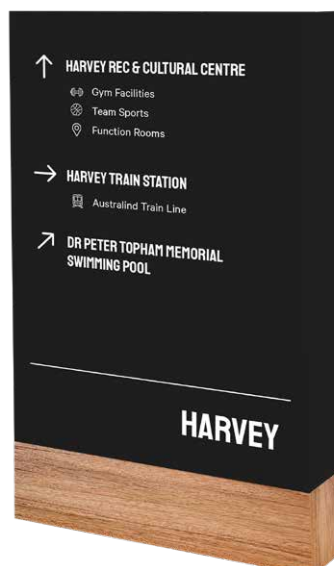 HARVEY REC & CULTURAL CENTRE
Gym Facilities
Team Sports
Function Rooms
HARVEY TRAIN STATION
Australind Train Line
DR PETER TOPHAM MEMORIAL
SWIMMING POOL
HARVEY